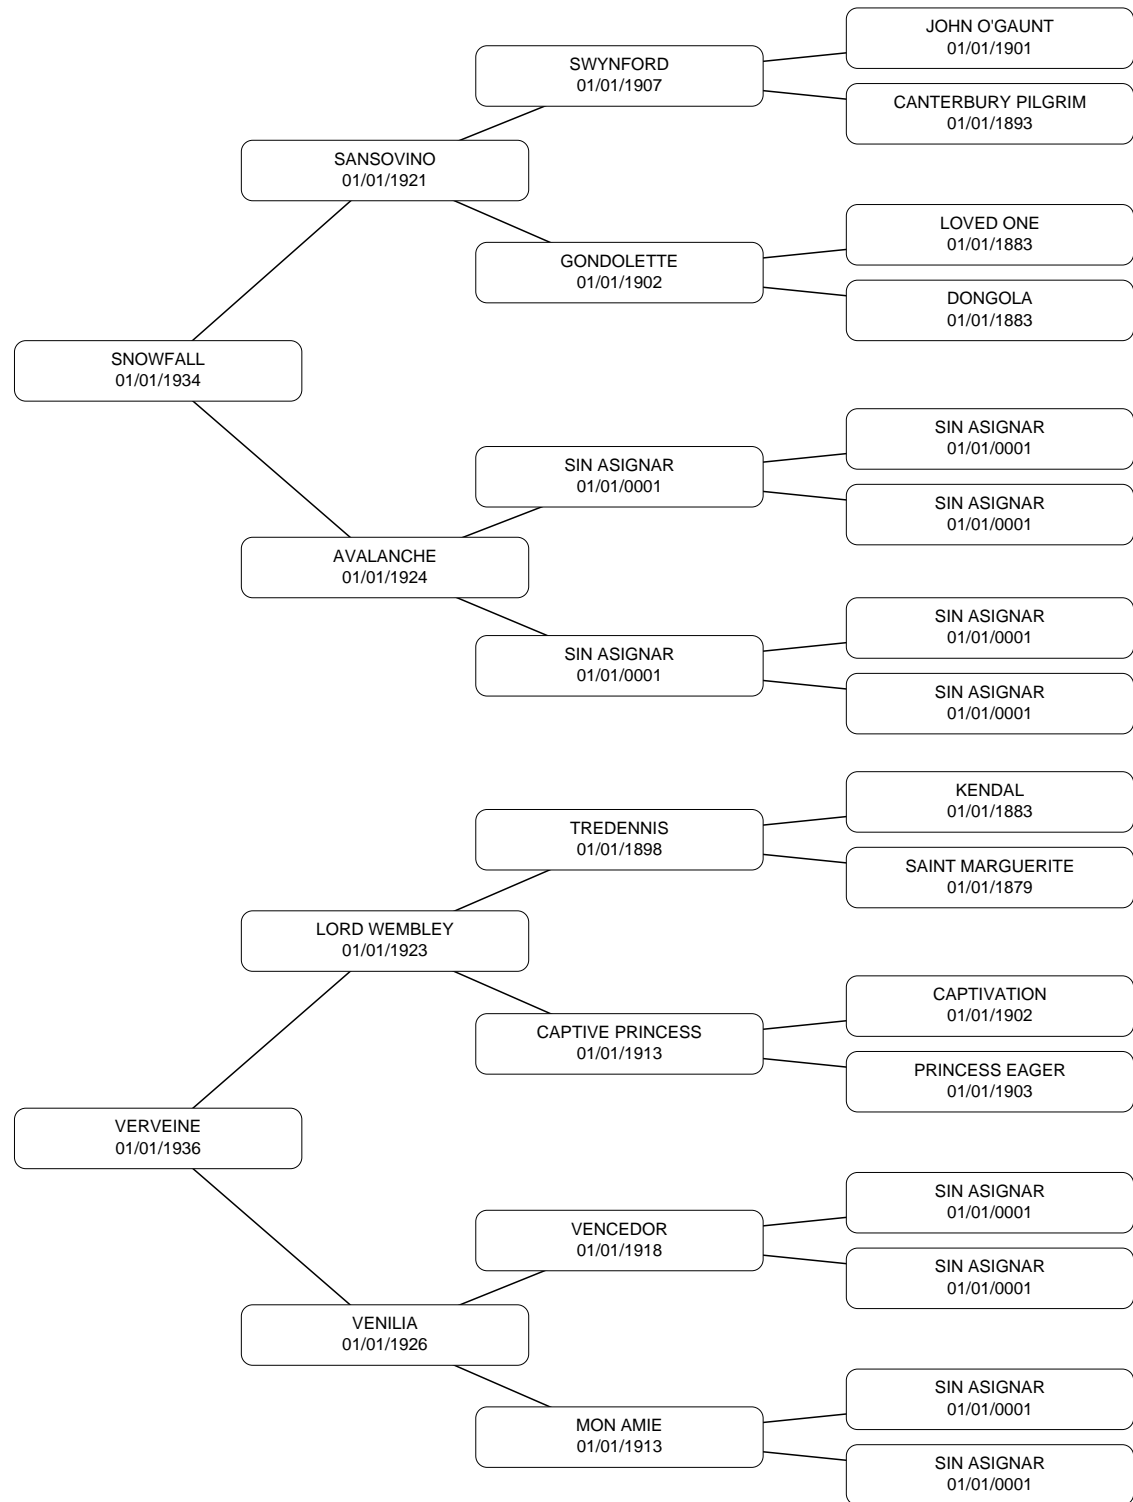 JOHN O'GAUNT
01/01/1901
SWYNFORD
01/01/1907
CANTERBURY PILGRIM
01/01/1893
SANSOVINO
01/01/1921
LOVED ONE
01/01/1883
GONDOLETTE
01/01/1902
DONGOLA
01/01/1883
SNOWFALL
01/01/1934
SIN ASIGNAR
01/01/0001
SIN ASIGNAR
01/01/0001
SIN ASIGNAR
01/01/0001
AVALANCHE
01/01/1924
SIN ASIGNAR
01/01/0001
SIN ASIGNAR
01/01/0001
SIN ASIGNAR
01/01/0001
KENDAL
01/01/1883
TREDENNIS
01/01/1898
SAINT MARGUERITE
01/01/1879
LORD WEMBLEY
01/01/1923
CAPTIVATION
01/01/1902
CAPTIVE PRINCESS
01/01/1913
PRINCESS EAGER
01/01/1903
VERVEINE
01/01/1936
SIN ASIGNAR
01/01/0001
VENCEDOR
01/01/1918
SIN ASIGNAR
01/01/0001
VENILIA
01/01/1926
SIN ASIGNAR
01/01/0001
MON AMIE
01/01/1913
SIN ASIGNAR
01/01/0001